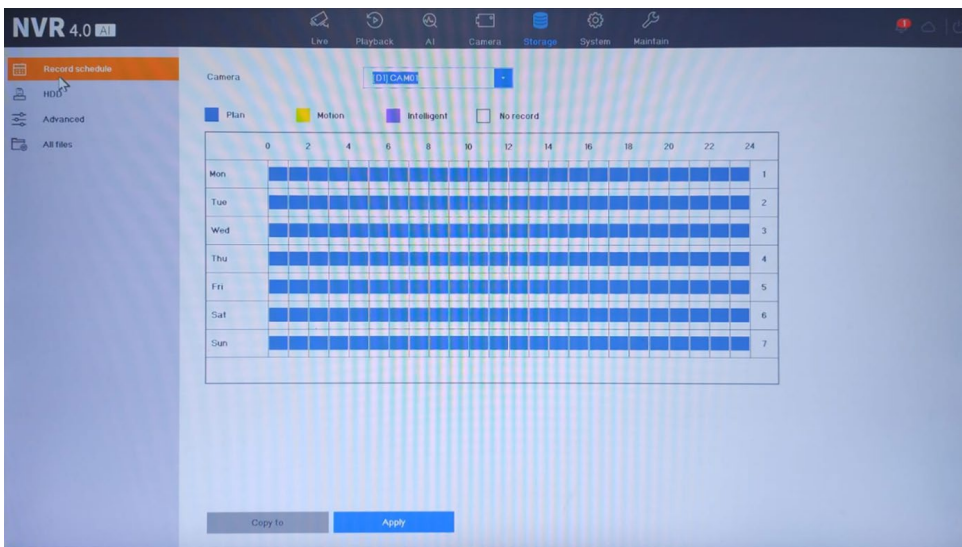 NVR 4.0 AI
Live Playback AI Camera Storage System Maintain
1
Record schedule
HDD
Advanced
All files
Camera [D1] CAM01
Plan Motion Intelligent No record
0 2 4 6 8 10 12 14 16 18 20 22 24
Mon 1
Tue 2
Wed 3
Thu 4
Fri 5
Sat 6
Sun 7
Copy to Apply